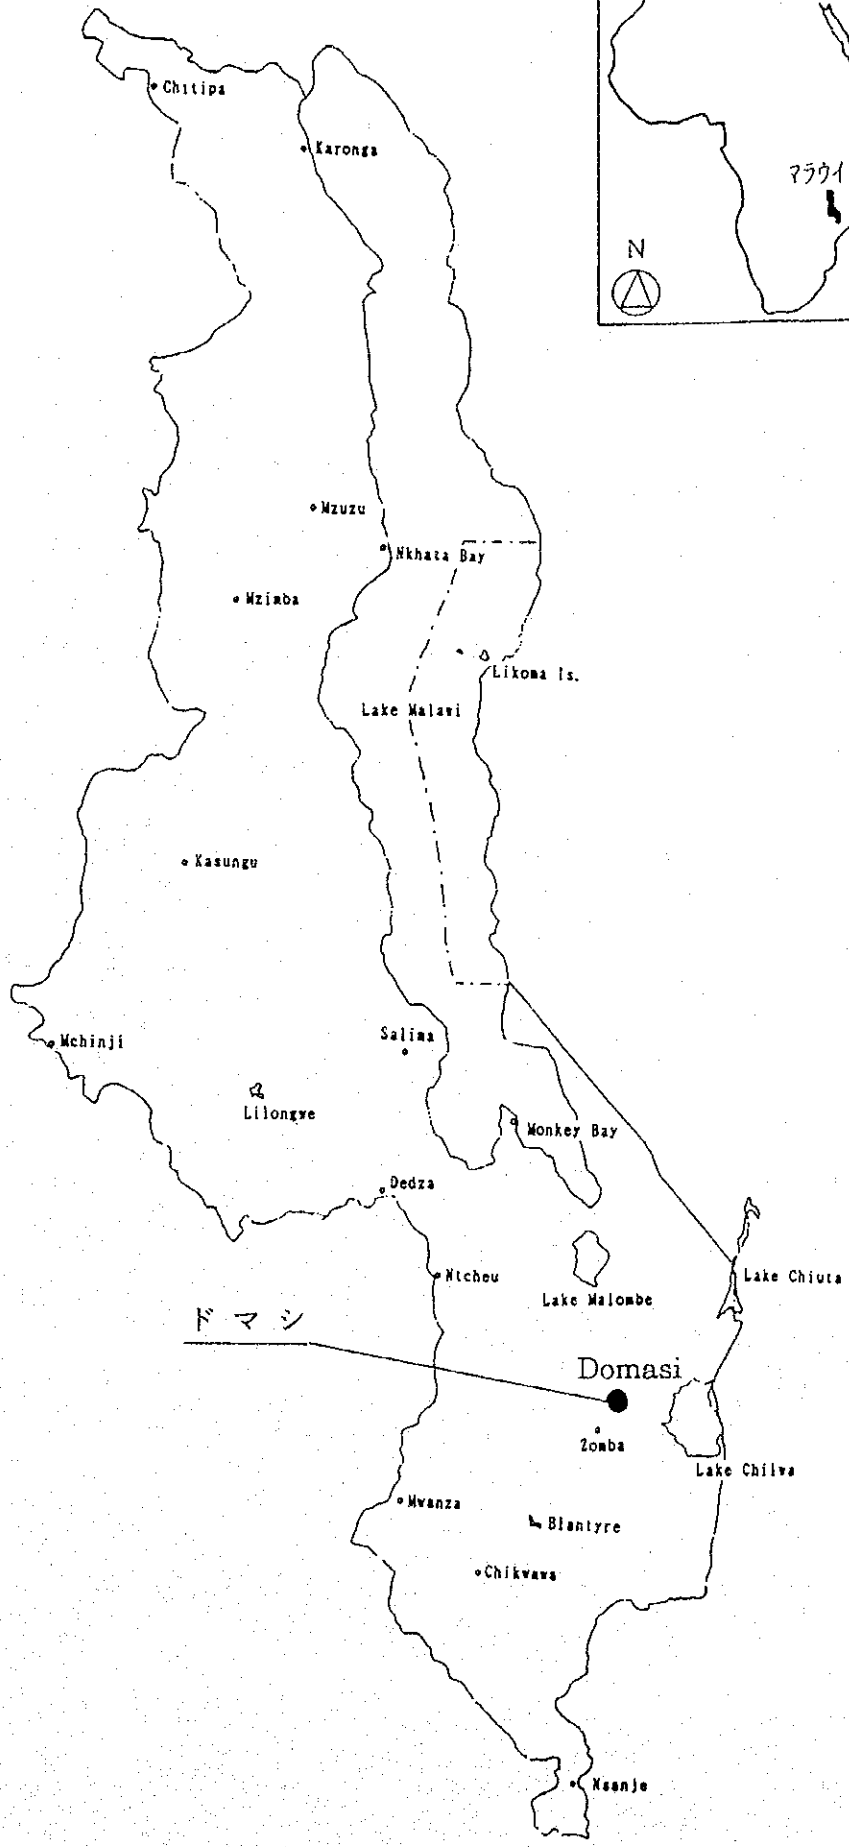 Chitipa
Karonga
マラウイ
N
Mzuzu
Nkhata Bay
Mzimba
Likoma Is.
Lake Malawi
Kasungu
Mchinji
Salima
Lilongwe
Monkey Bay
Dedza
Ntcheu
Lake Chiuta
Lake Malombe
ドマシ
Domasi
Zomba
Lake Chilwa
Mwanza
Blantyre
Chikwawa
Nsanje